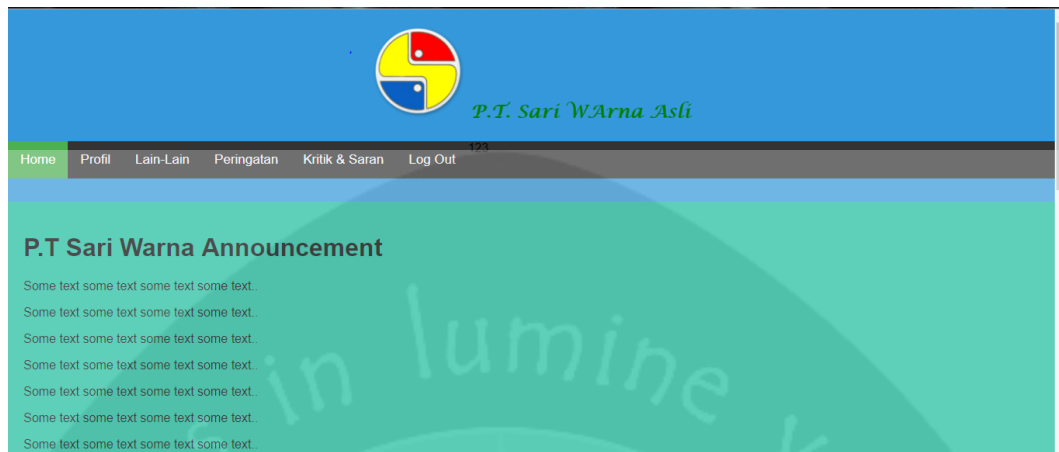 P.T. Sari WArna Asli
Home Profil Lain-Lain Peringatan Kritik & Saran Log Out 123
P.T Sari Warna Announcement
Some text some text some text some text..
Some text some text some text some text..
Some text some text some text some text..
Some text some text some text some text..
Some text some text some text some text..
Some text some text some text some text..
Some text some text some text some text..
in lumine